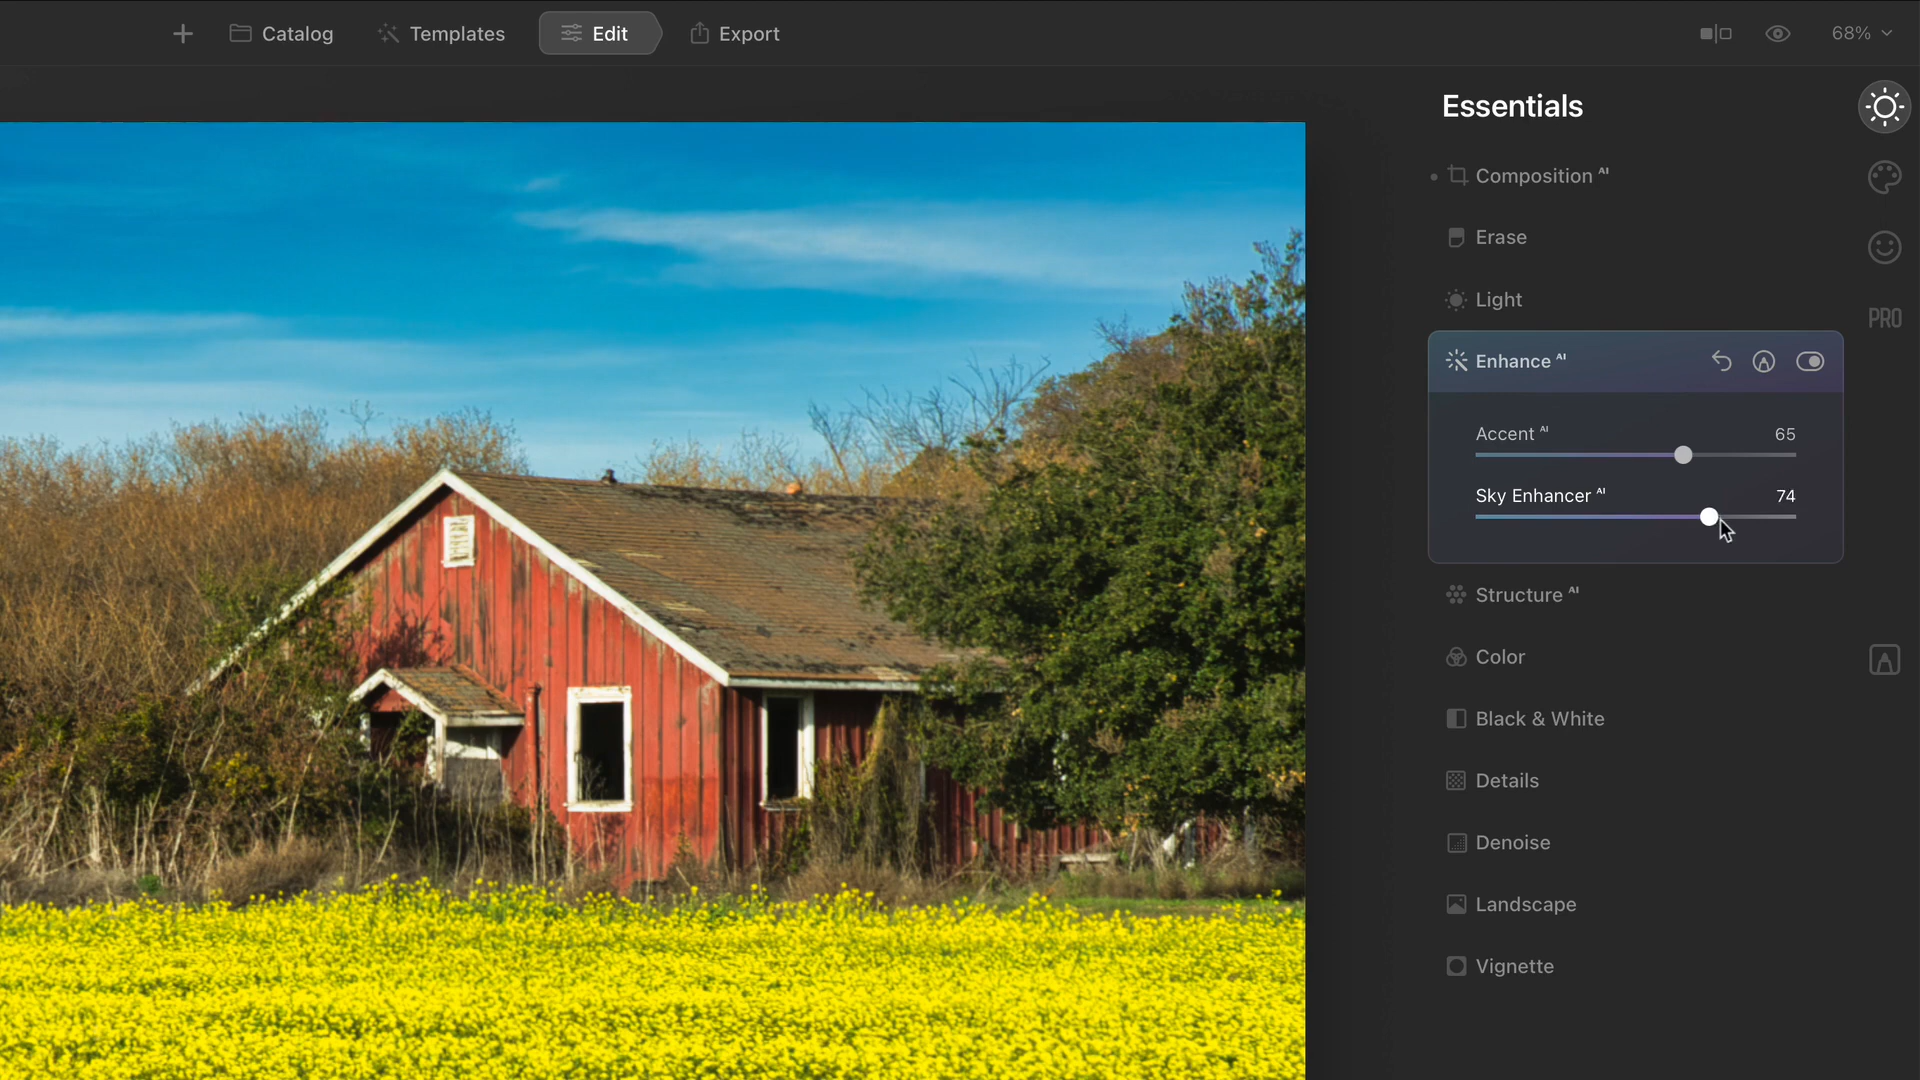 Catalog
Templates
Edit
Export
68%
Essentials
Composition AI
Erase
Light
PRO
Enhance AI
Accent AI
65
Sky Enhancer AI
74
Structure AI
Color
Black & White
Details
Denoise
Landscape
Vignette